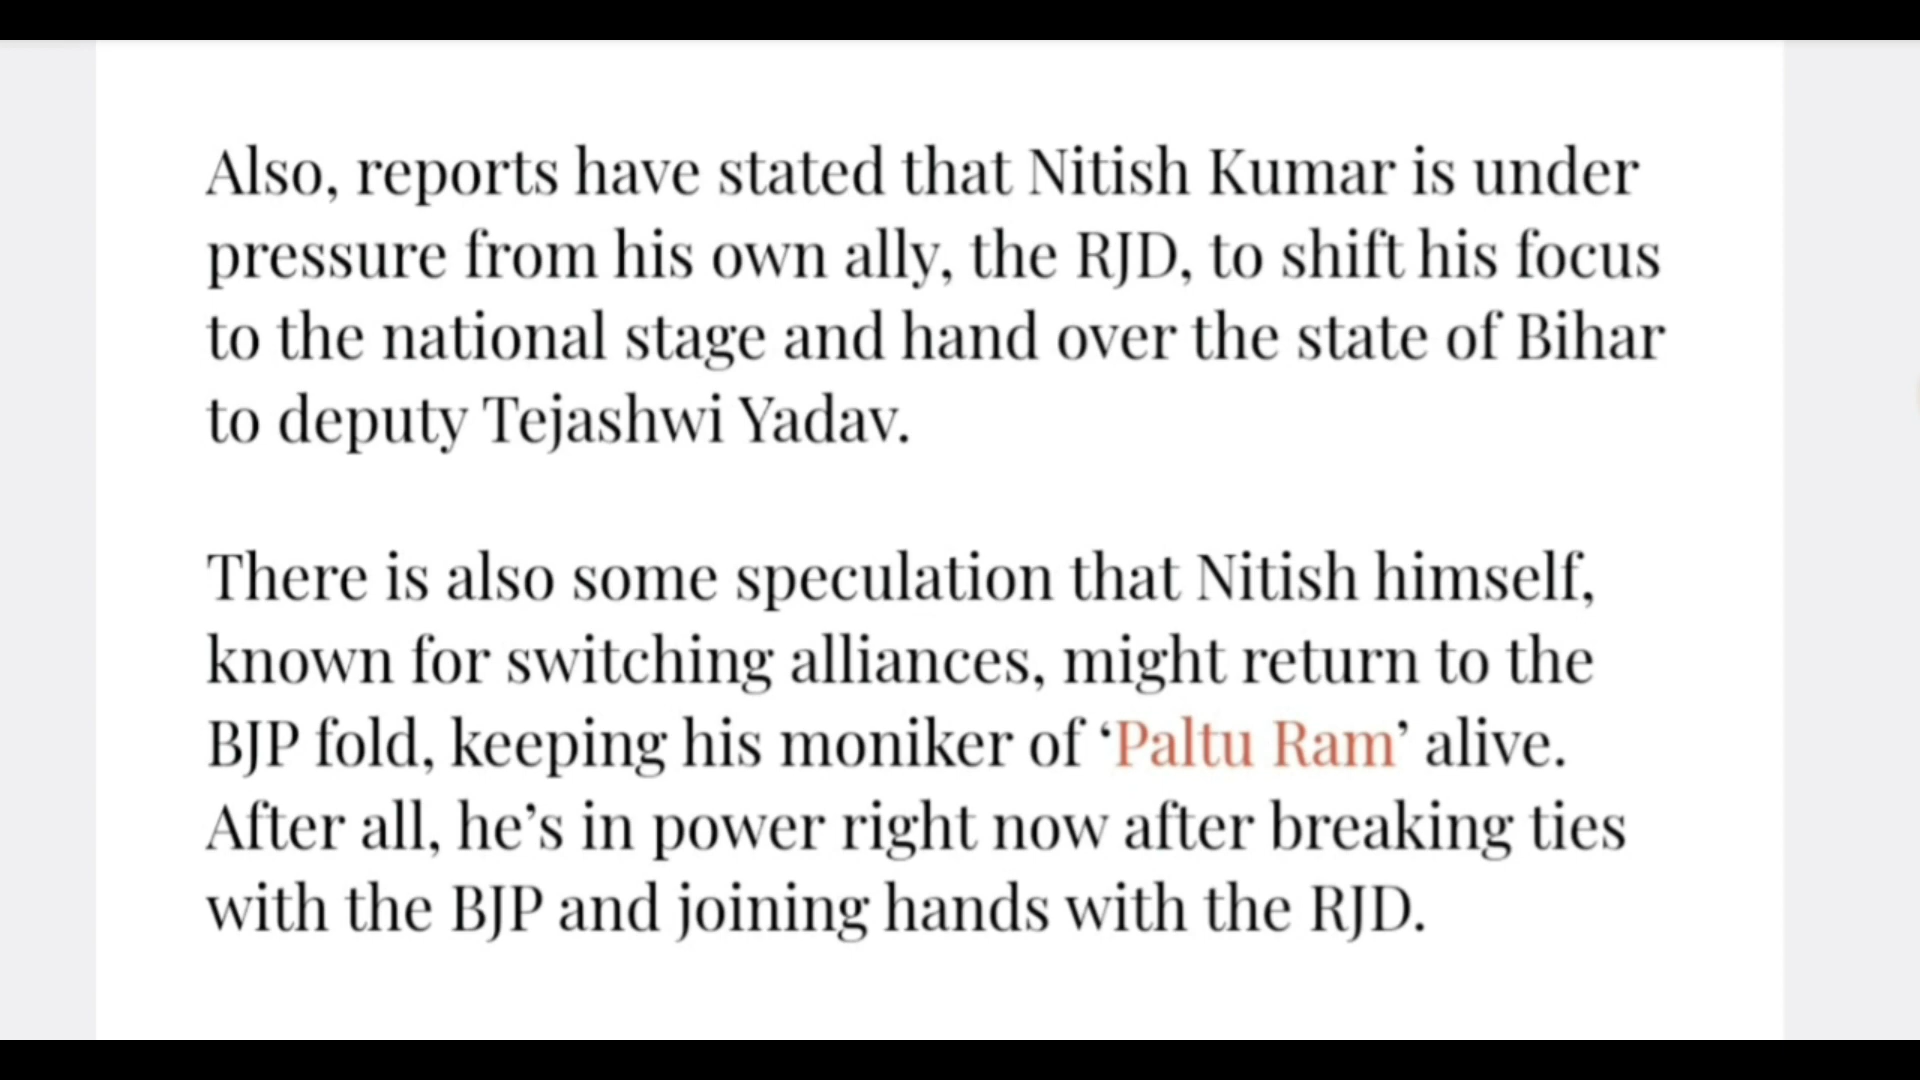 Also, reports have stated that Nitish Kumar is under
pressure from his own ally, the RJD, to shift his focus
to the national stage and hand over the state of Bihar
to deputy Tejashwi Yadav.
There is also some speculation that Nitish himself,
known for switching alliances, might return to the
BJP fold, keeping his moniker of ‘Paltu Ram’ alive.
After all, he’s in power right now after breaking ties
with the BJP and joining hands with the RJD.